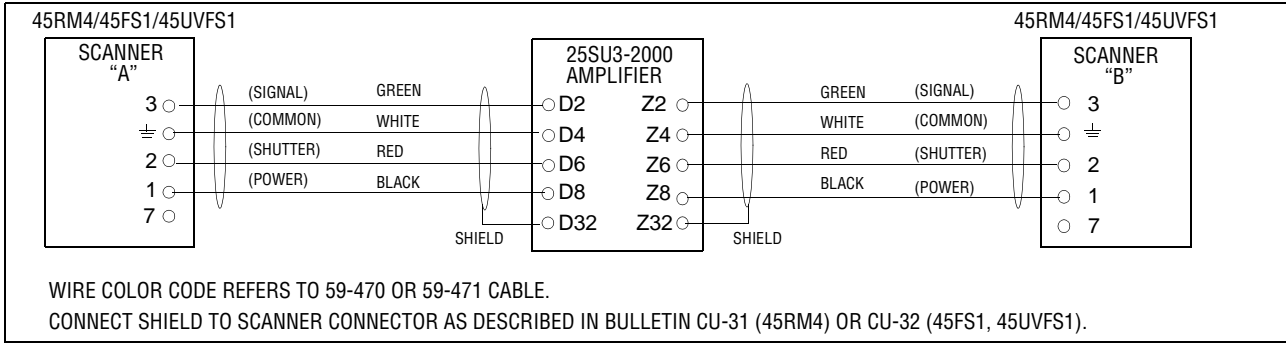 45RM4/45FS1/45UVFS1 45RM4/45FS1/45UVFS1
SCANNER "A"
25SU3-2000 AMPLIFIER
SCANNER "B"
3 (SIGNAL) GREEN D2 Z2 GREEN (SIGNAL) 3
(COMMON) WHITE D4 Z4 WHITE (COMMON)
2 (SHUTTER) RED D6 Z6 RED (SHUTTER) 2
1 (POWER) BLACK D8 Z8 BLACK (POWER) 1
7 D32 Z32 7
SHIELD SHIELD
WIRE COLOR CODE REFERS TO 59-470 OR 59-471 CABLE.
CONNECT SHIELD TO SCANNER CONNECTOR AS DESCRIBED IN BULLETIN CU-31 (45RM4) OR CU-32 (45FS1, 45UVFS1).